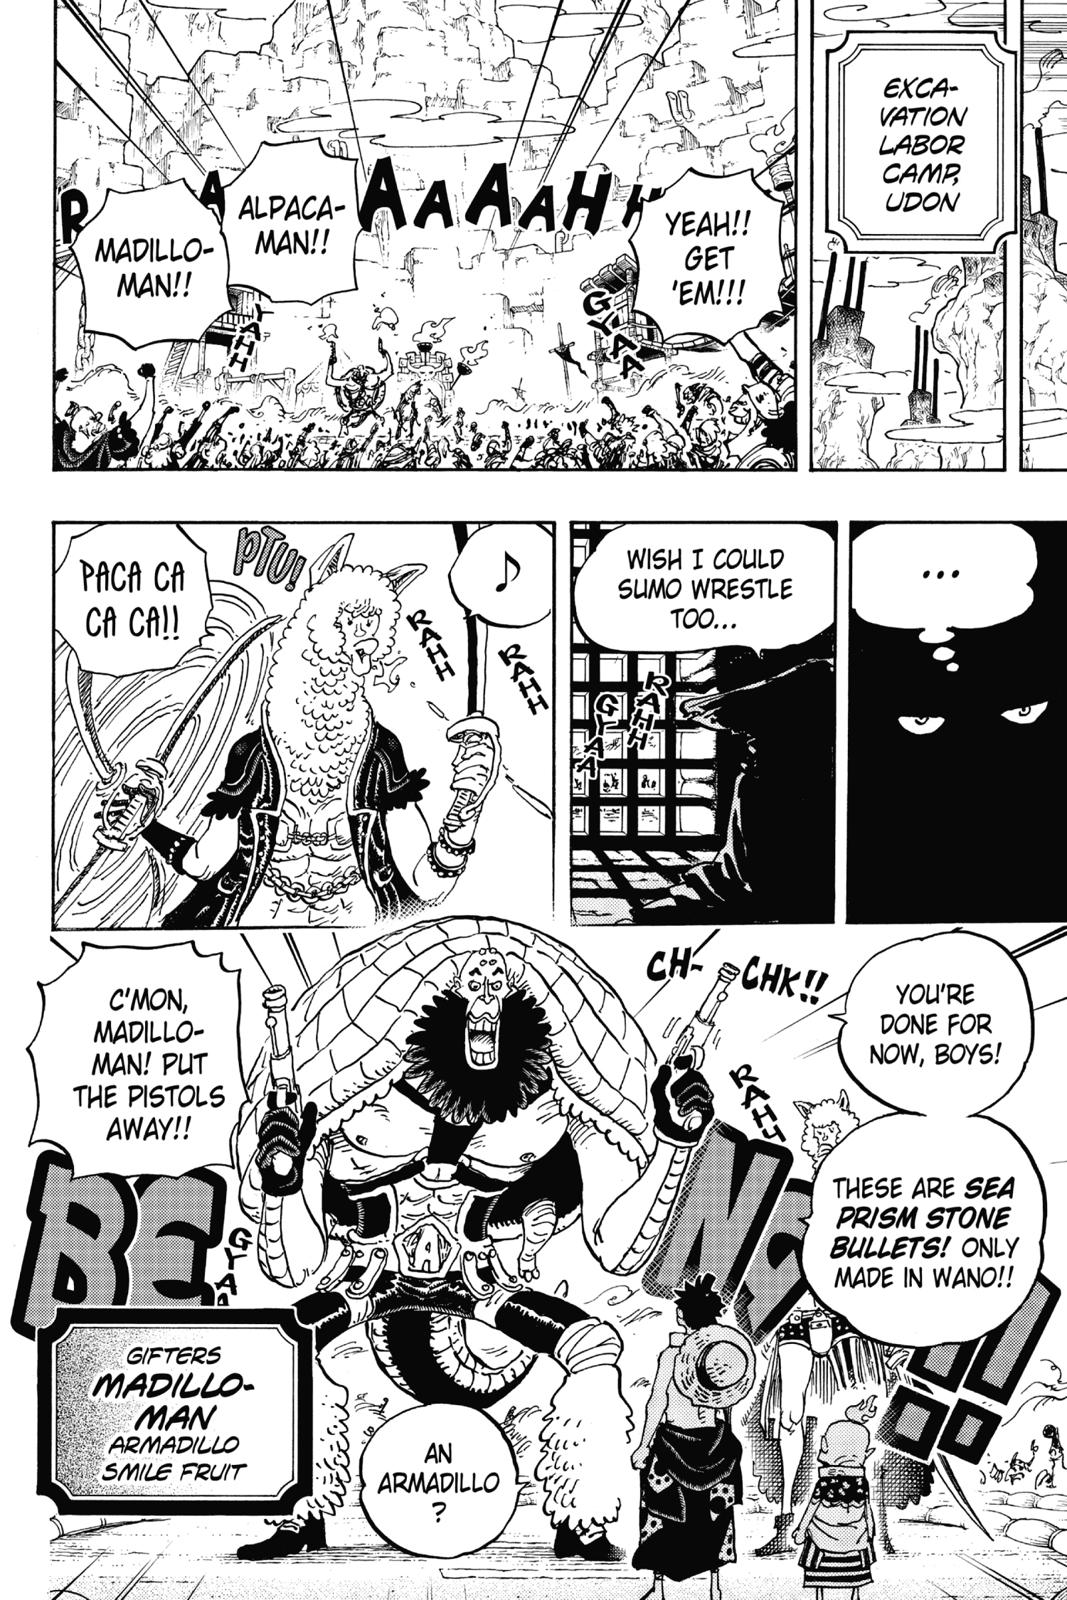 EXCA-
VATION
LABOR
CAMP,
UDON
YEAH!!
GET
'EM!!!
ALPACA-
MAN!!
MADILLO-
MAN!!
R A AAAAHH
GYAA
YAHH
...
WISH I COULD
SUMO WRESTLE
TOO...
RAHH
GYAA
♪
PTU!
PACA CA
CA CA!!
RAHH
RAHH
YOU'RE
DONE FOR
NOW, BOYS!
CH-CHK!!
RAHH
THESE ARE SEA
PRISM STONE
BULLETS! ONLY
MADE IN WANO!!
C'MON,
MADILLO-
MAN! PUT
THE PISTOLS
AWAY!!
BE NG!!
GYAA
A
GIFTERS
MADILLO-
MAN
ARMADILLO
SMILE FRUIT
AN
ARMADILLO
?